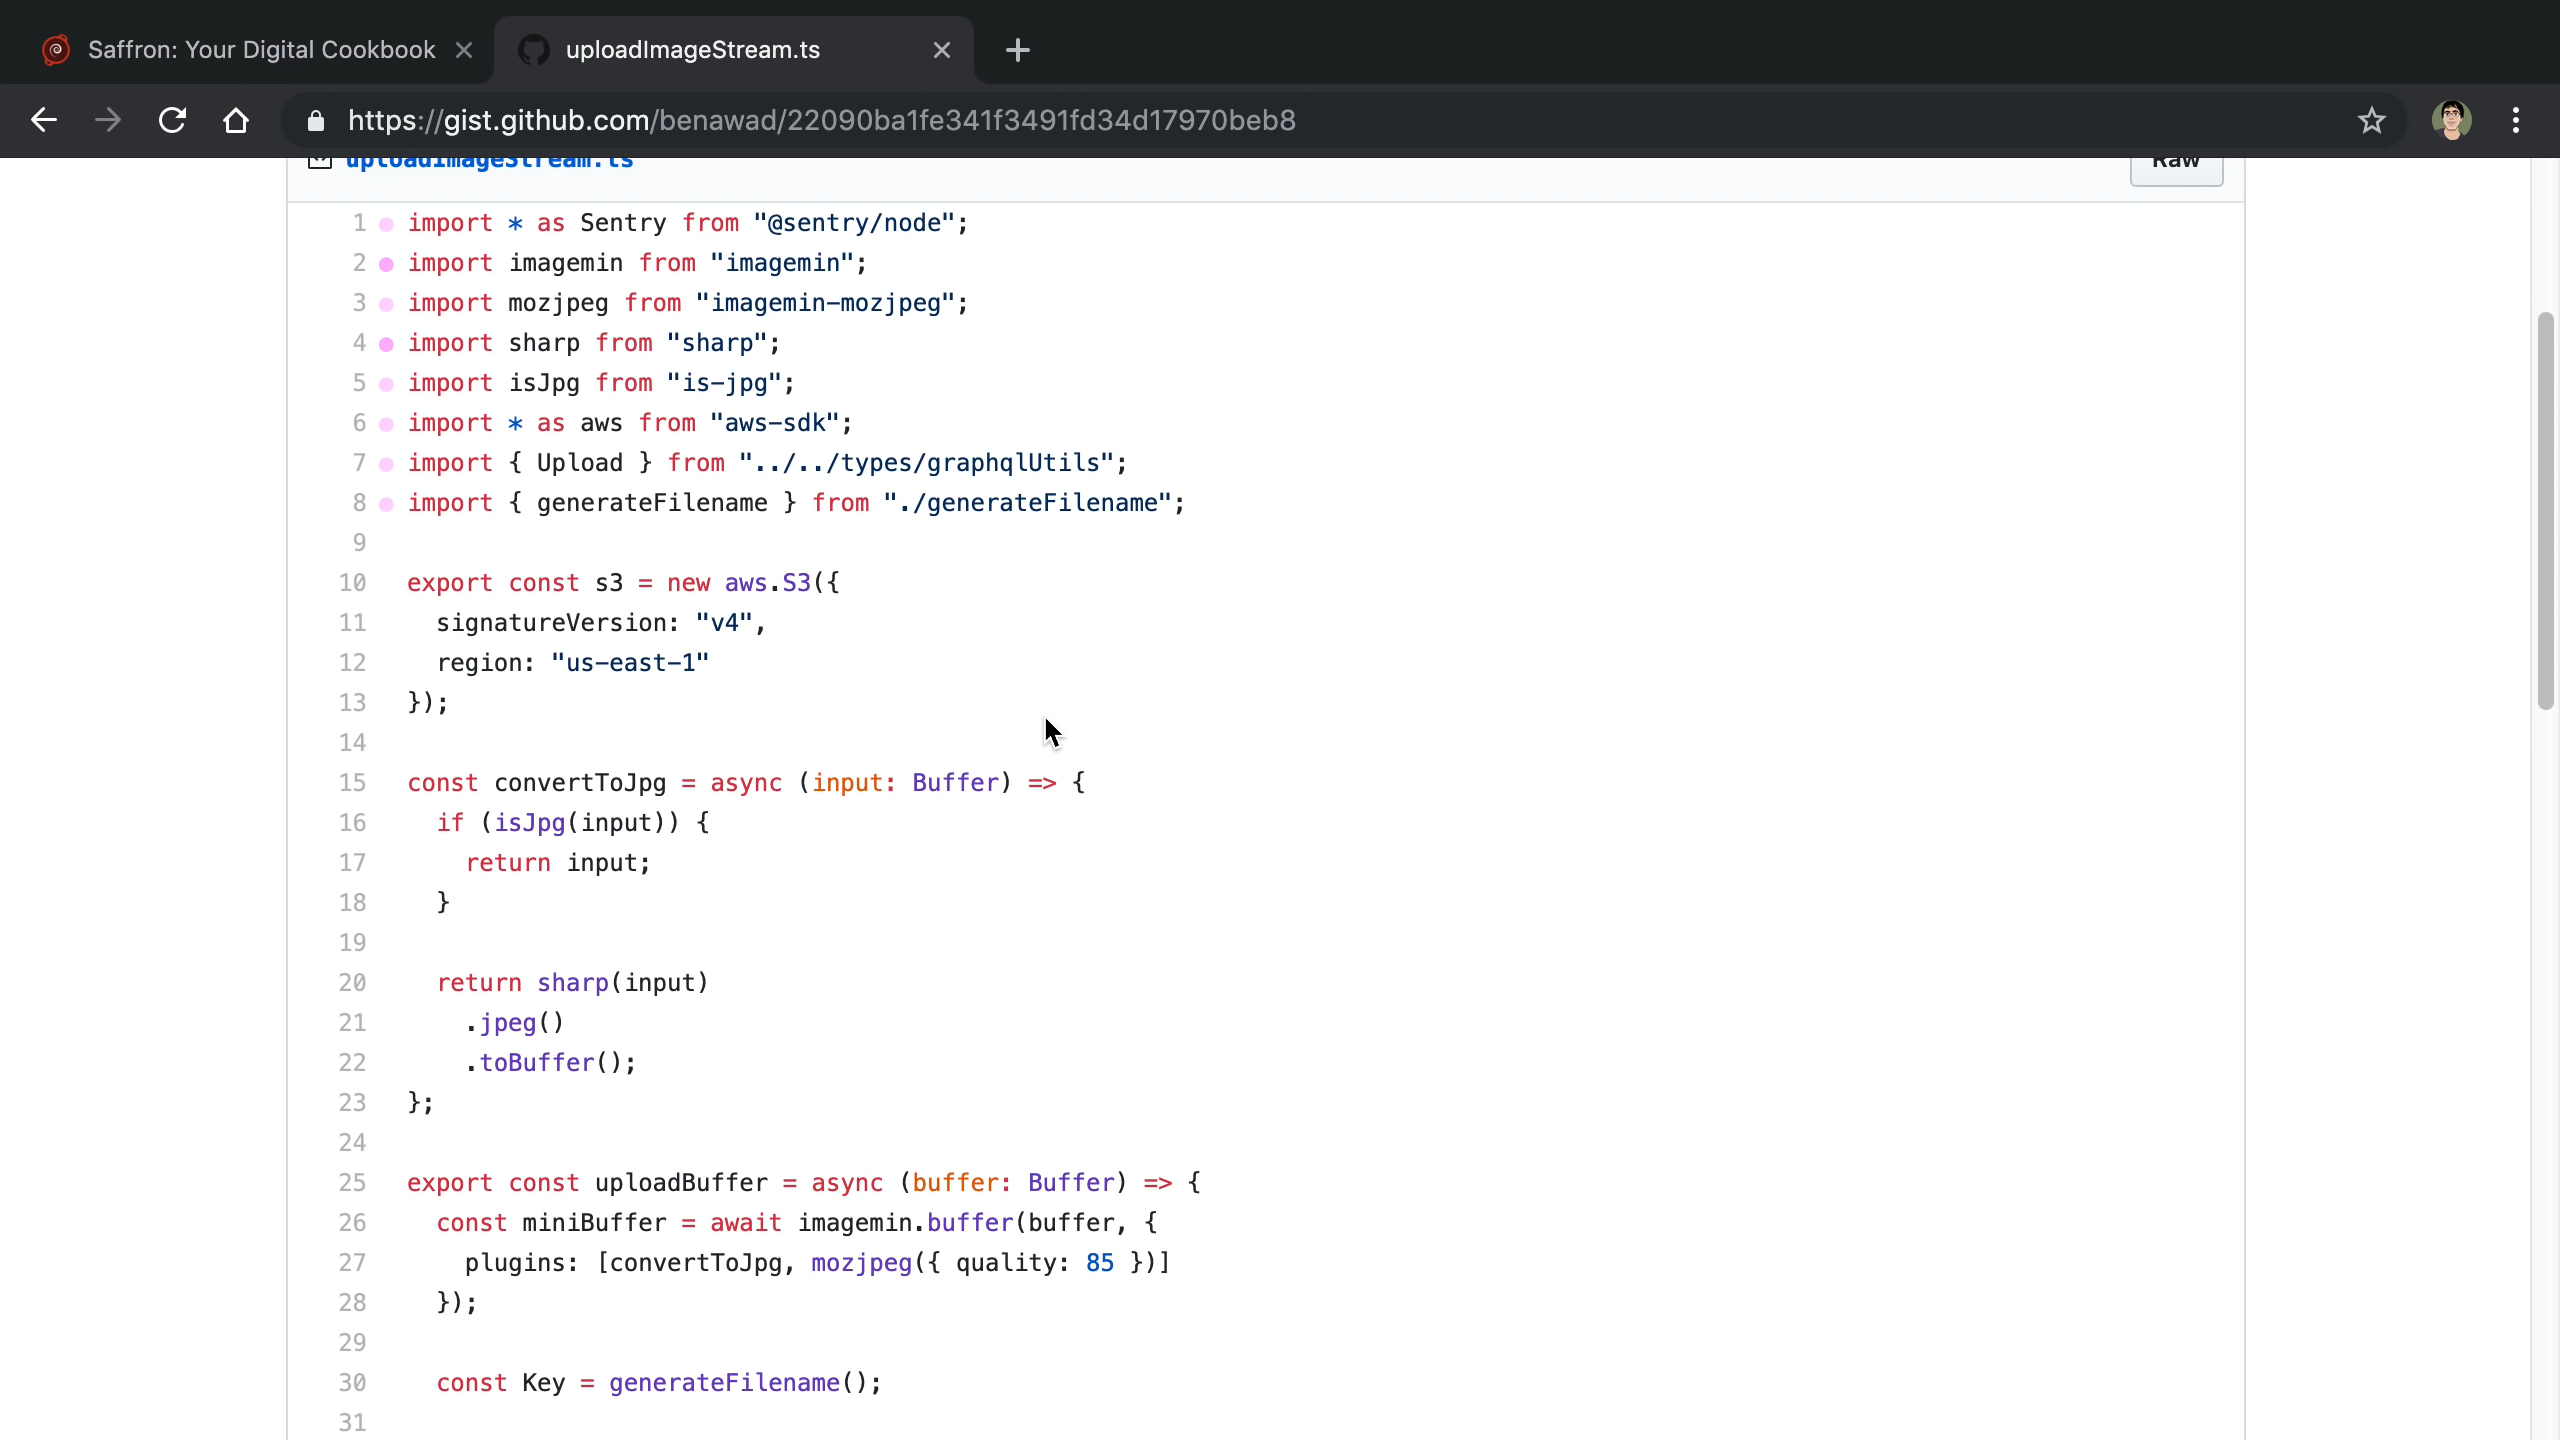 Saffron: Your Digital Cookbook
uploadImageStream.ts
https://gist.github.com/benawad/22090ba1fe341f3491fd34d17970beb8
uploadImageStream.ts
Raw
1 import * as Sentry from "@sentry/node";
2 import imagemin from "imagemin";
3 import mozjpeg from "imagemin-mozjpeg";
4 import sharp from "sharp";
5 import isJpg from "is-jpg";
6 import * as aws from "aws-sdk";
7 import { Upload } from "../../types/graphqlUtils";
8 import { generateFilename } from "./generateFilename";
9
10 export const s3 = new aws.S3({
11   signatureVersion: "v4",
12   region: "us-east-1"
13 });
14
15 const convertToJpg = async (input: Buffer) => {
16   if (isJpg(input)) {
17     return input;
18   }
19
20   return sharp(input)
21     .jpeg()
22     .toBuffer();
23 };
24
25 export const uploadBuffer = async (buffer: Buffer) => {
26   const miniBuffer = await imagemin.buffer(buffer, {
27     plugins: [convertToJpg, mozjpeg({ quality: 85 })]
28   });
29
30   const Key = generateFilename();
31